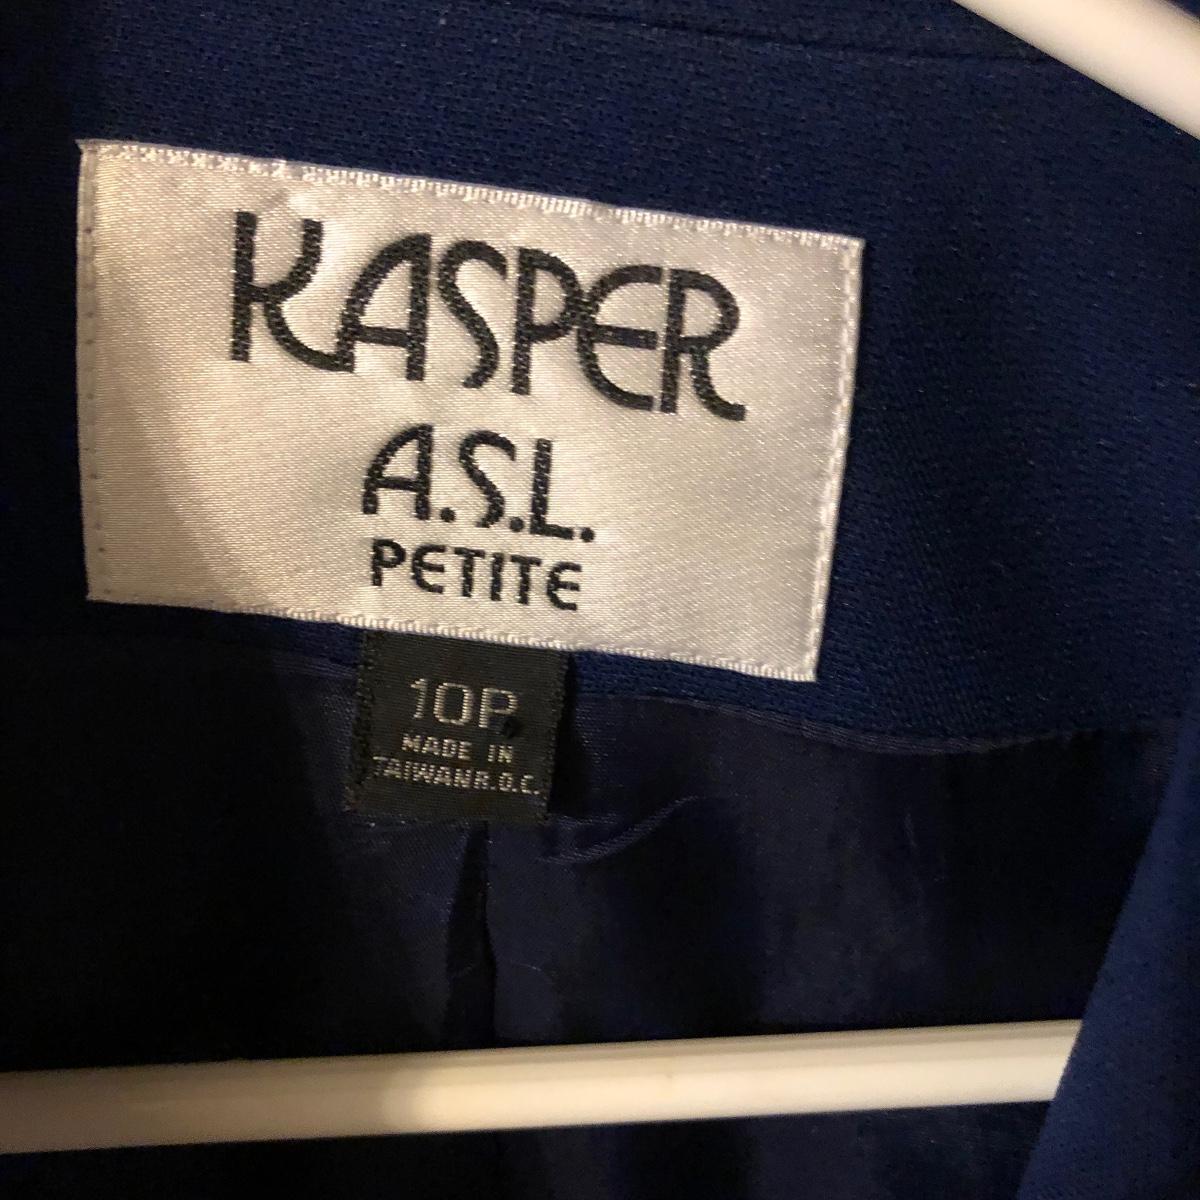 KASPER
A.S.L.
PETITE
10P
MADE IN
TAIWAN R.O.C.